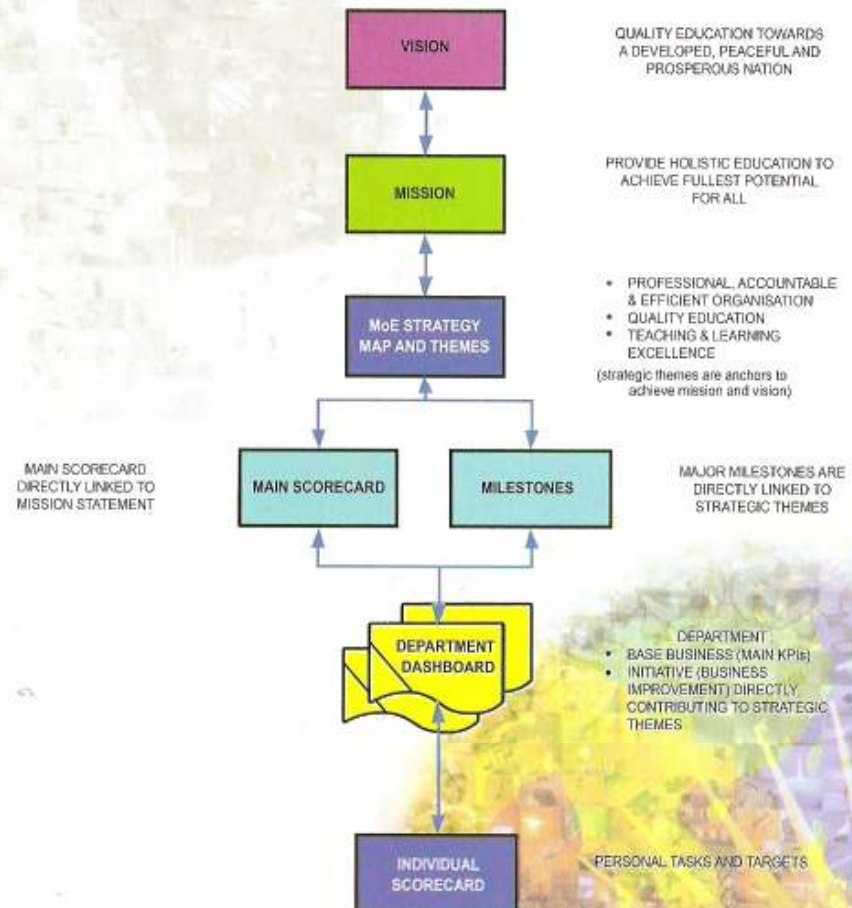 VISION
QUALITY EDUCATION TOWARDS
A DEVELOPED, PEACEFUL AND
PROSPEROUS NATION
MISSION
PROVIDE HOLISTIC EDUCATION TO
ACHIEVE FULLEST POTENTIAL
FOR ALL
MoE STRATEGY
MAP AND THEMES
• PROFESSIONAL, ACCOUNTABLE
& EFFICIENT ORGANISATION
• QUALITY EDUCATION
• TEACHING & LEARNING
EXCELLENCE
(strategic themes are anchors to
achieve mission and vision)
MAIN SCORECARD
DIRECTLY LINKED TO
MISSION STATEMENT
MAIN SCORECARD
MILESTONES
MAJOR MILESTONES ARE
DIRECTLY LINKED TO
STRATEGIC THEMES
DEPARTMENT
DASHBOARD
DEPARTMENT :
• BASE BUSINESS (MAIN KPIs)
• INITIATIVE (BUSINESS
IMPROVEMENT) DIRECTLY
CONTRIBUTING TO STRATEGIC
THEMES
INDIVIDUAL
SCORECARD
PERSONAL TASKS AND TARGETS